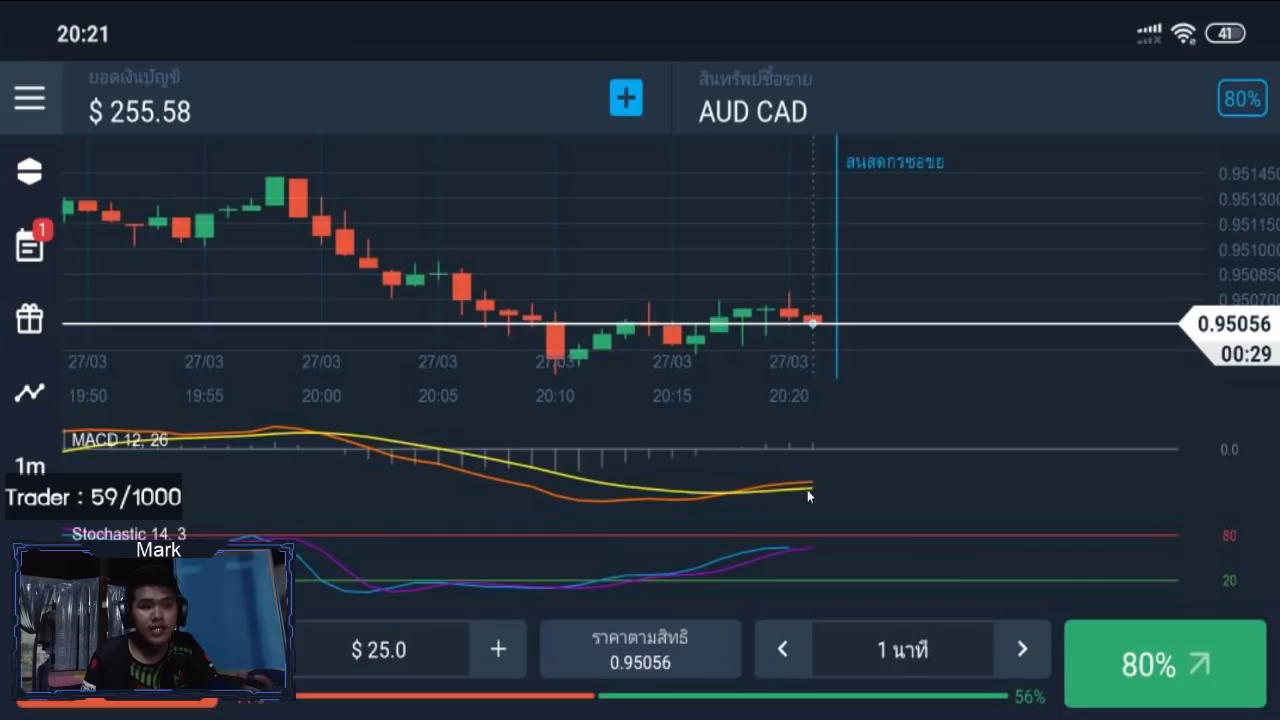 20:21
41
ยอดเงินบัญชี
$ 255.58
+
สินทรัพย์ซื้อขาย
AUD CAD
80%
1
0.95130
0.95115
0.95100
0.95085
0.95070
0.95056
00:29
27/03 27/03 27/03 27/03 27/03 27/03 27/03
19:50 19:55 20:00 20:05 20:10 20:15 20:20
MACD 12, 26
0.0
1m
Trader : 59/1000
Stochastic 14, 3
80
Mark
20
$ 25.0
+
ราคาตามสิทธิ
0.95056
1 นาที
80%
56%